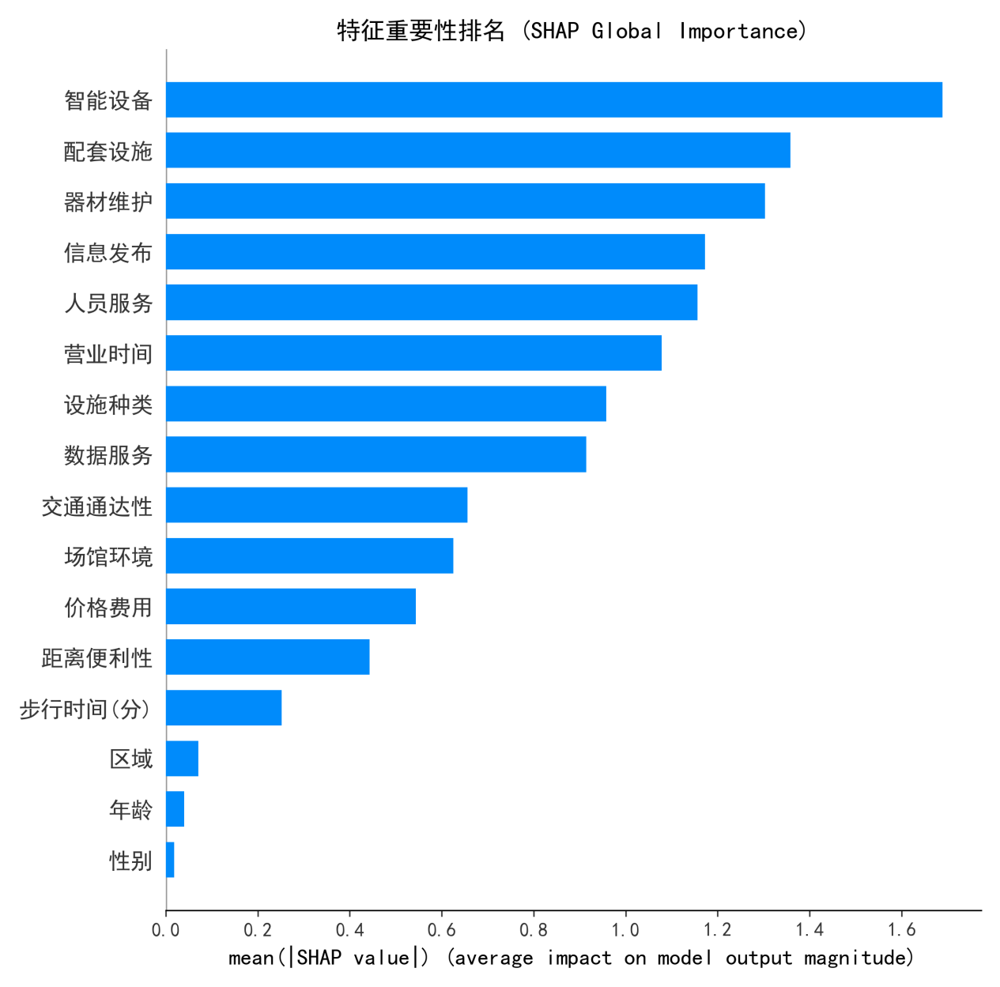 特征重要性排名 (SHAP Global Importance)
智能设备
配套设施
器材维护
信息发布
人员服务
营业时间
设施种类
数据服务
交通通达性
场馆环境
价格费用
距离便利性
步行时间(分)
区域
年龄
性别
0.0 0.2 0.4 0.6 0.8 1.0 1.2 1.4 1.6
mean(|SHAP value|) (average impact on model output magnitude)